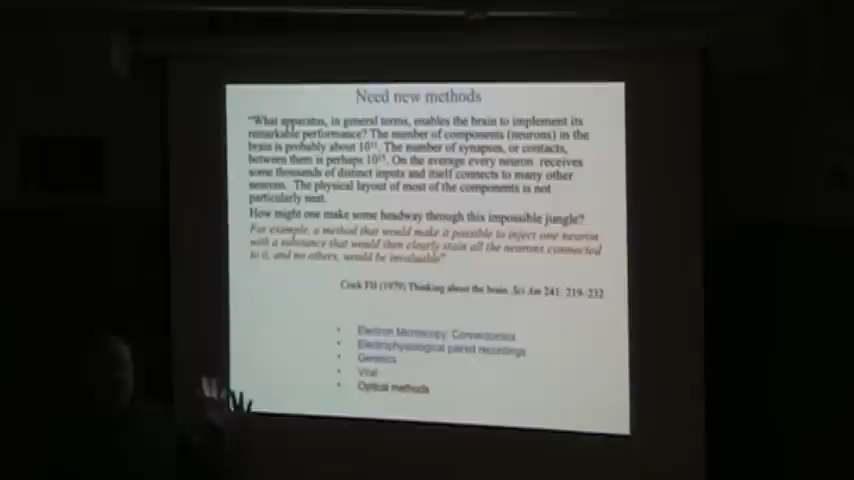 Need new methods
"What apparatus, in general terms, enables the brain to implement its
remarkable performance? The number of components (neurons) in the
brain is probably about 10¹¹. The number of synapses, or contacts,
between them is perhaps 10¹⁵. On the average every neuron receives
some thousands of distinct inputs and itself connects to many other
neurons. The physical layout of most of the components is not
particularly neat.
How might one make some headway through this impossible jungle?
For example, a method that would make it possible to inject one neuron
with a substance that would then clearly stain all the neurons connected
to it, and no others, would be invaluable"
Crick FH (1979) Thinking about the brain. Sci Am 241: 219-232
• Electron Microscopy: Connectomics
• Electrophysiological paired recordings
• Genetics
• Viral
• Optical methods